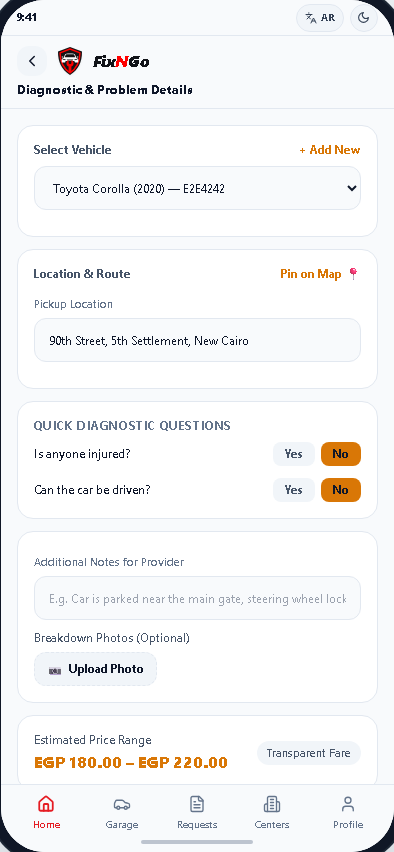 9:41
AR
FixNGo
Diagnostic & Problem Details
Select Vehicle
+ Add New
Toyota Corolla (2020) — E2E4242
Location & Route
Pin on Map
Pickup Location
90th Street, 5th Settlement, New Cairo
QUICK DIAGNOSTIC QUESTIONS
Is anyone injured?
Yes
No
Can the car be driven?
Yes
No
Additional Notes for Provider
E.g. Car is parked near the main gate, steering wheel lock
Breakdown Photos (Optional)
Upload Photo
Estimated Price Range
EGP 180.00 – EGP 220.00
Transparent Fare
Home
Garage
Requests
Centers
Profile